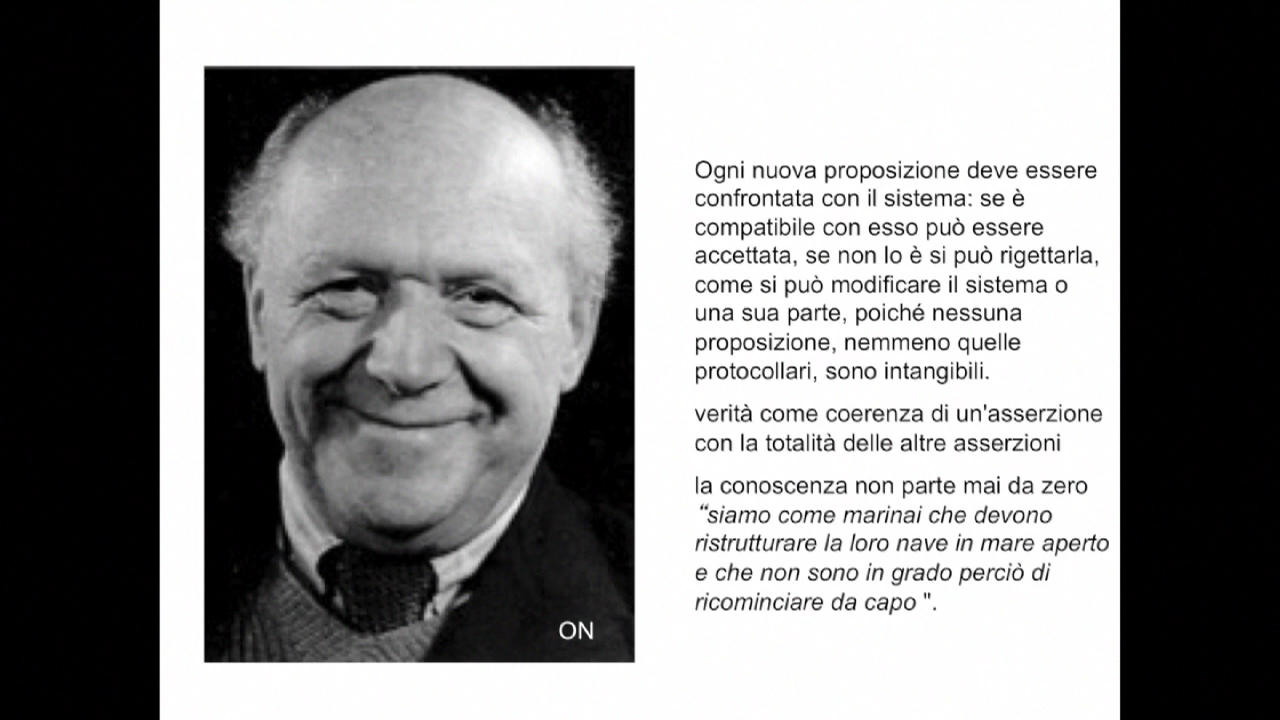 Ogni nuova proposizione deve essere
confrontata con il sistema: se è
compatibile con esso può essere
accettata, se non lo è si può rigettarla,
come si può modificare il sistema o
una sua parte, poiché nessuna
proposizione, nemmeno quelle
protocollari, sono intangibili.
verità come coerenza di un'asserzione
con la totalità delle altre asserzioni
la conoscenza non parte mai da zero
“siamo come marinai che devono
ristrutturare la loro nave in mare aperto
e che non sono in grado perciò di
ricominciare da capo ".
ON